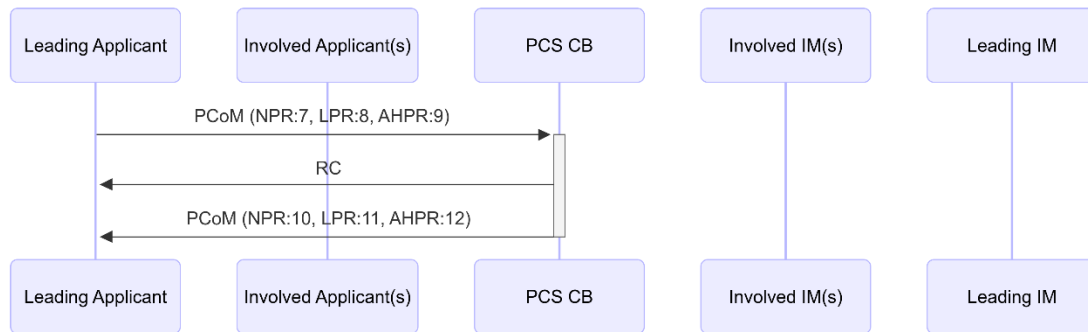 Leading Applicant
Involved Applicant(s)
PCS CB
Involved IM(s)
Leading IM
PCoM (NPR:7, LPR:8, AHPR:9)
RC
PCoM (NPR:10, LPR:11, AHPR:12)
Leading Applicant
Involved Applicant(s)
PCS CB
Involved IM(s)
Leading IM